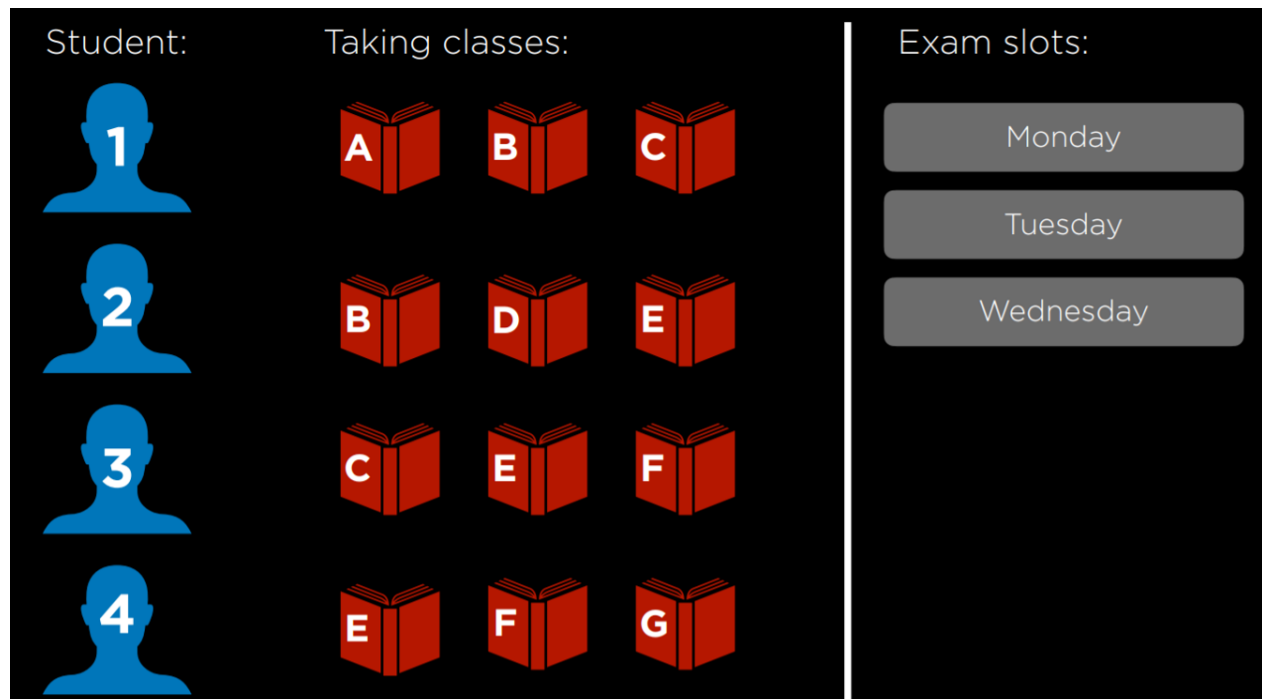 Student:
Taking classes:
Exam slots:
1
A B C
2
B D E
3
C E F
4
E F G
Monday
Tuesday
Wednesday